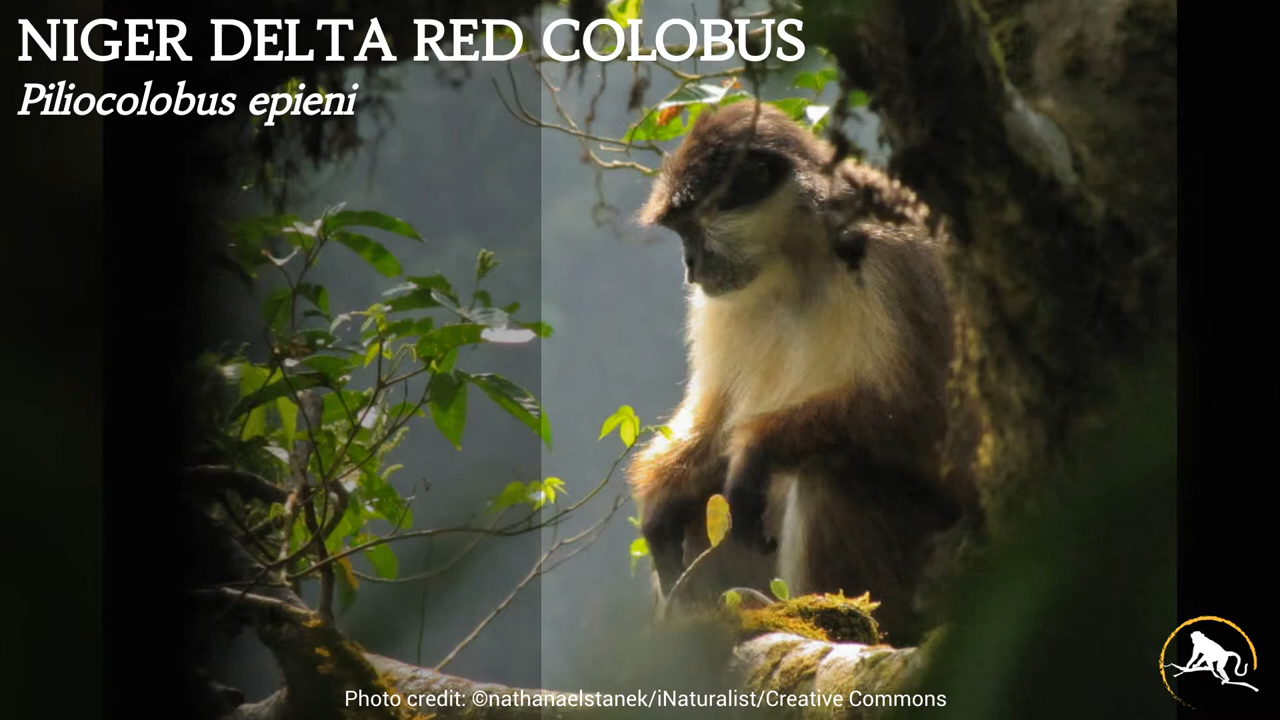 NIGER DELTA RED COLOBUS
Piliocolobus epieni
Photo credit: ©nathanaelstanek/iNaturalist/Creative Commons